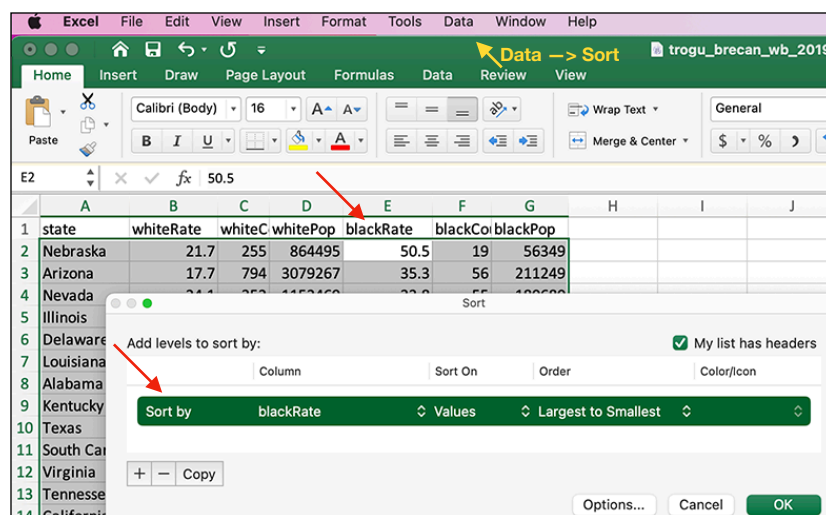 Excel File Edit View Insert Format Tools Data Window Help
Data —> Sort
trogu_brecan_wb_2019
Home Insert Draw Page Layout Formulas Data Review View
Paste
Calibri (Body) 16 A A Wrap Text General
B I U A Merge & Center $ % )
E2 fx 50.5
A B C D E F G H I J
1 state whiteRate whiteC whitePop blackRate blackCou blackPop
2 Nebraska 21.7 255 864495 50.5 19 56349
3 Arizona 17.7 794 3079267 35.3 56 211249
4 Nevada
Sort
5 Illinois
6 Delaware
Add levels to sort by: My list has headers
7 Louisiana
Column Sort On Order Color/Icon
8 Alabama
9 Kentucky
Sort by blackRate Values Largest to Smallest
10 Texas
11 South Car
12 Virginia
+ − Copy
13 Tennesse
14
Options... Cancel OK